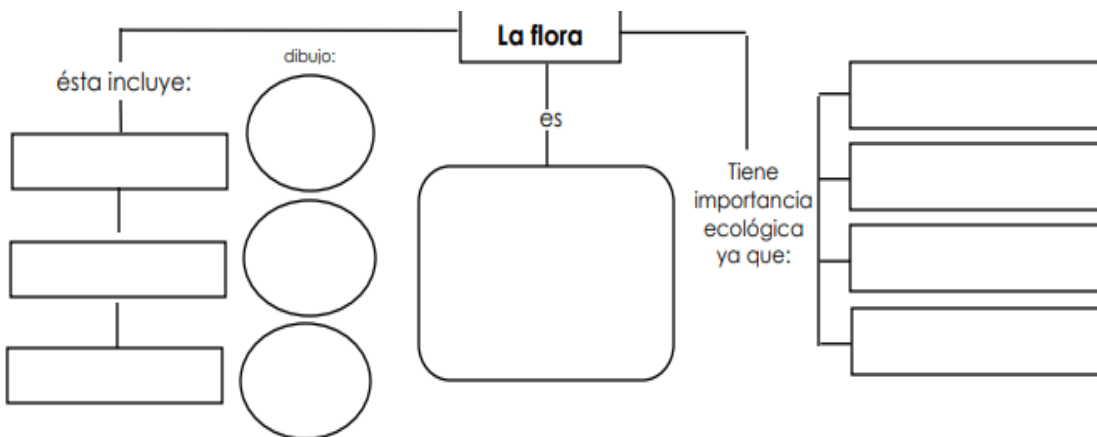 La flora
ésta incluye:
dibujo:
es
Tiene
importancia
ecológica
ya que: